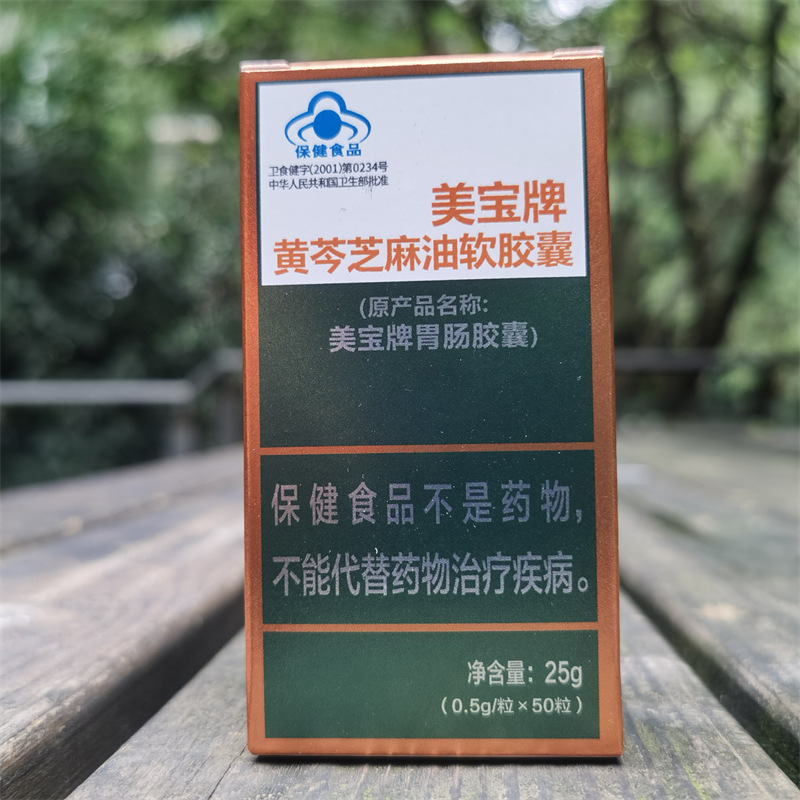 保健食品
卫食健字(2001)第0234号
中华人民共和国卫生部批准
美宝牌
黄芩芝麻油软胶囊
(原产品名称:
美宝牌胃肠胶囊)
保健食品不是药物,
不能代替药物治疗疾病。
净含量: 25g
(0.5g/粒×50粒)